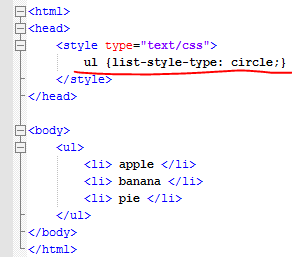 <html>
<head>
<style type="text/css">
ul {list-style-type: circle;}
</style>
</head>
<body>
<ul>
<li> apple </li>
<li> banana </li>
<li> pie </li>
</ul>
</body>
</html>